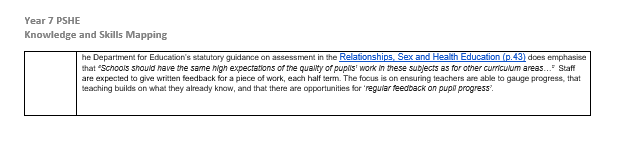 Year 7 PSHE
Knowledge and Skills Mapping
he Department for Education's statutory guidance on assessment in the Relationships, Sex and Health Education (p.43) does emphasise
that "Schools should have the same high expectations of the quality of pupils' work in these subjects as for other curriculum areas…" Staff
are expected to give written feedback for a piece of work, each half term. The focus is on ensuring teachers are able to gauge progress, that
teaching builds on what they already know, and that there are opportunities for 'regular feedback on pupil progress'.